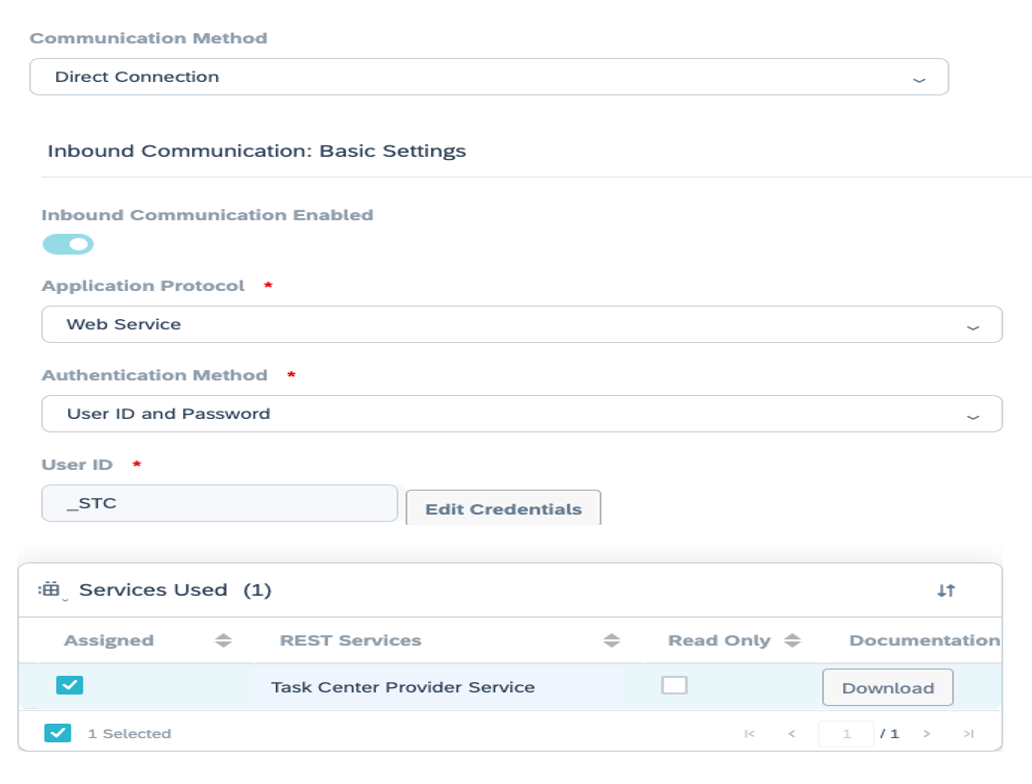 Communication Method
Direct Connection
Inbound Communication: Basic Settings
Inbound Communication Enabled
Application Protocol *
Web Service
Authentication Method *
User ID and Password
User ID *
_STC
Edit Credentials
Services Used (1)
Assigned REST Services Read Only Documentation
Task Center Provider Service Download
1 Selected 1 / 1